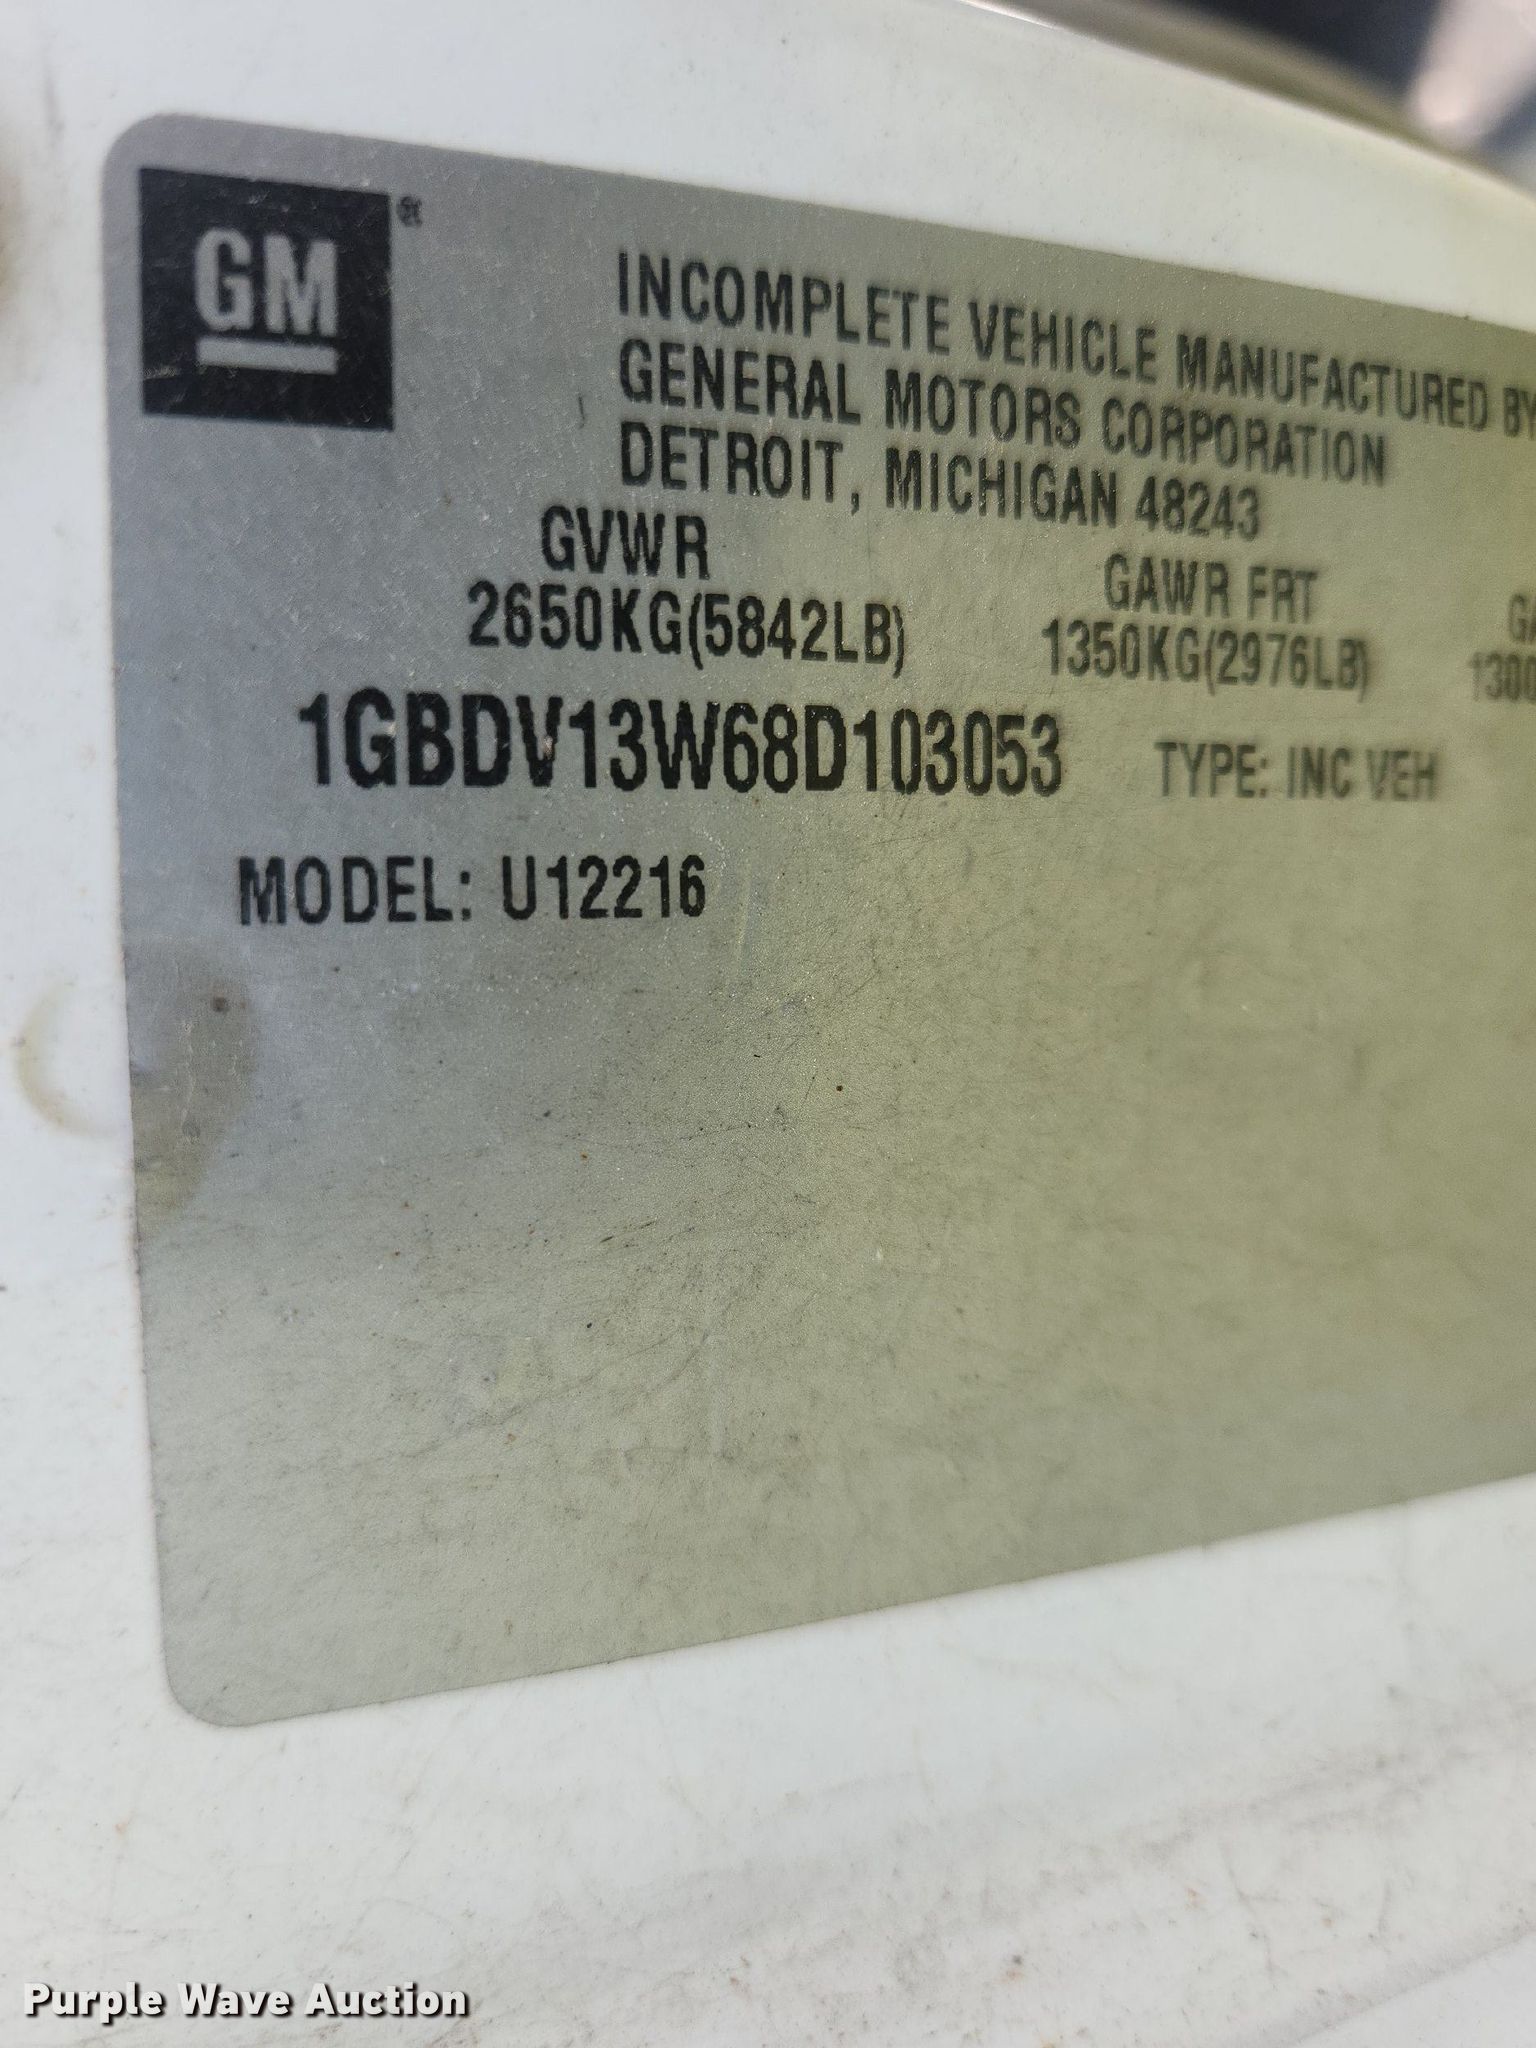 GM
INCOMPLETE VEHICLE MANUFACTURED BY
GENERAL MOTORS CORPORATION
DETROIT, MICHIGAN 48243
GVWR GAWR FRT
2650KG(5842LB) 1350KG(2976LB)
1GBDV13W68D103053 TYPE: INC VEH
MODEL: U12216
Purple Wave Auction